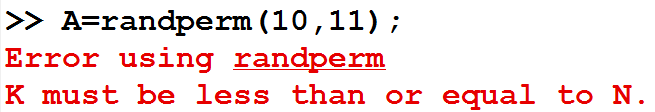 >> A=randperm(10,11);
Error using randperm
K must be less than or equal to N.